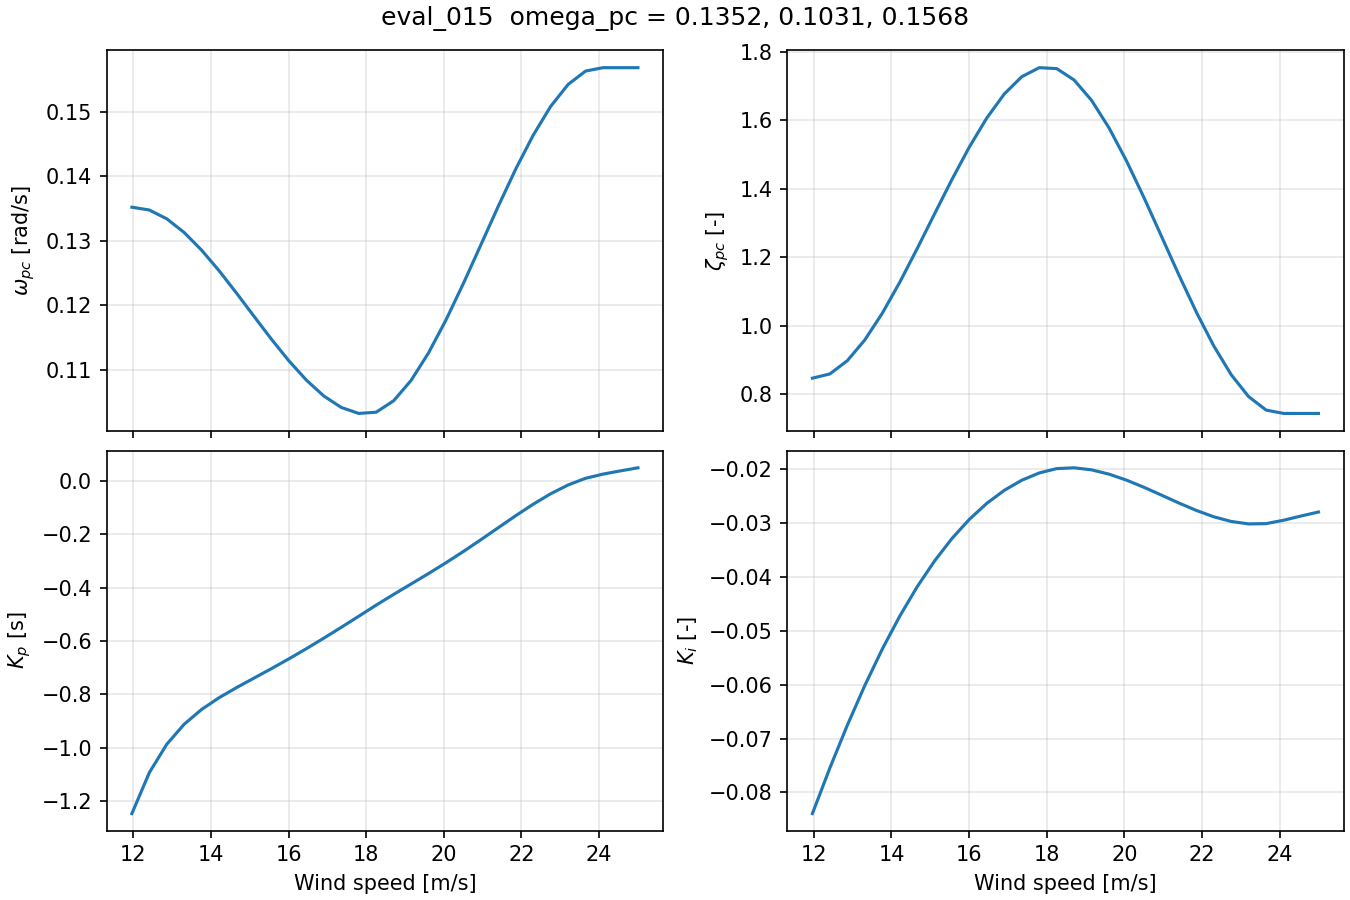 eval_015  omega_pc = 0.1352, 0.1031, 0.1568
0.15
0.14
0.13
0.12
0.11
ω_pc [rad/s]
1.8
1.6
1.4
1.2
1.0
0.8
ζ_pc [-]
0.0
−0.2
−0.4
−0.6
−0.8
−1.0
−1.2
K_p [s]
12 14 16 18 20 22 24
Wind speed [m/s]
−0.02
−0.03
−0.04
−0.05
−0.06
−0.07
−0.08
K_i [-]
12 14 16 18 20 22 24
Wind speed [m/s]